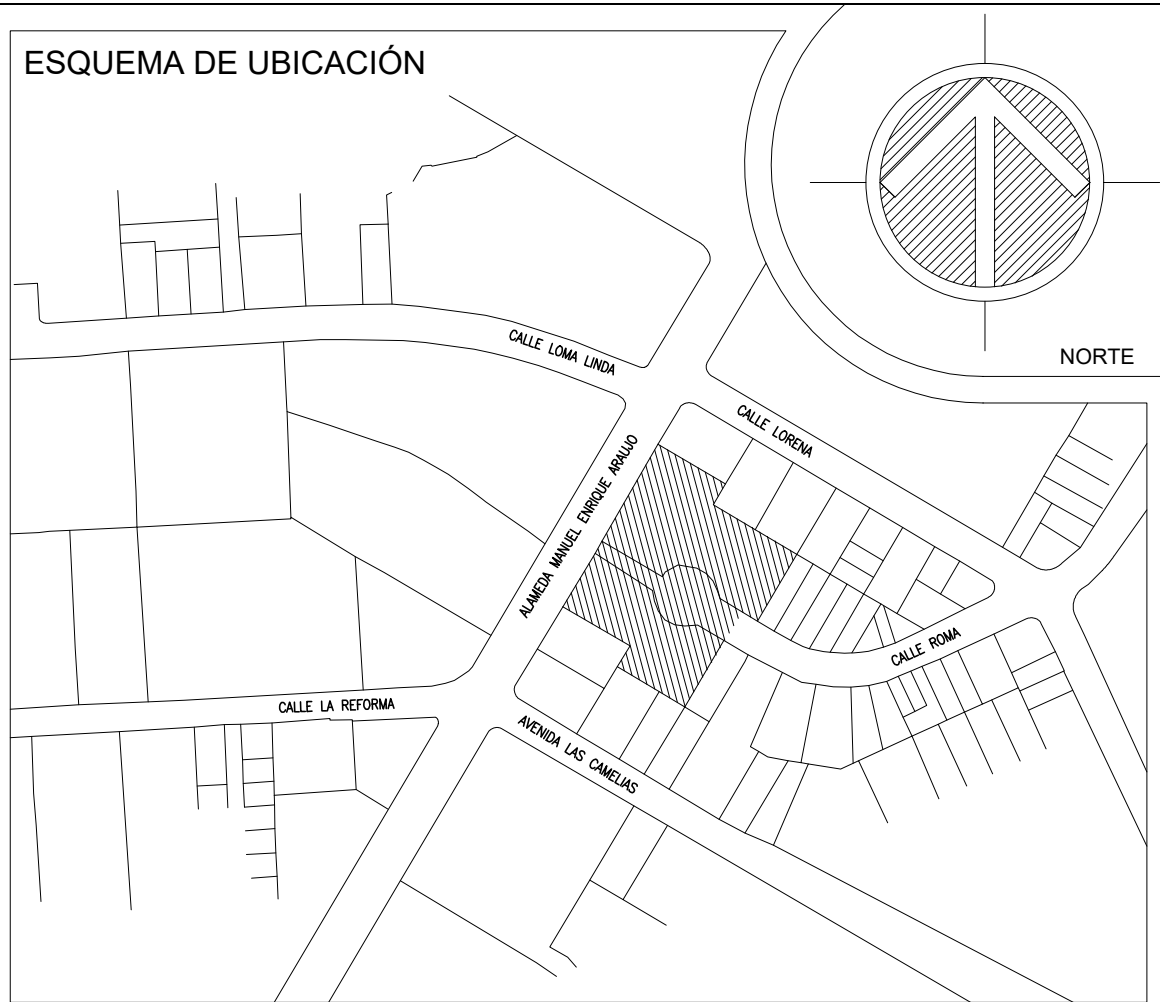 ESQUEMA DE UBICACIÓN
NORTE
CALLE LOMA LINDA
CALLE LORENA
ALAMEDA MANUEL ENRIQUE ARAUJO
CALLE ROMA
CALLE LA REFORMA
AVENIDA LAS CAMELIAS